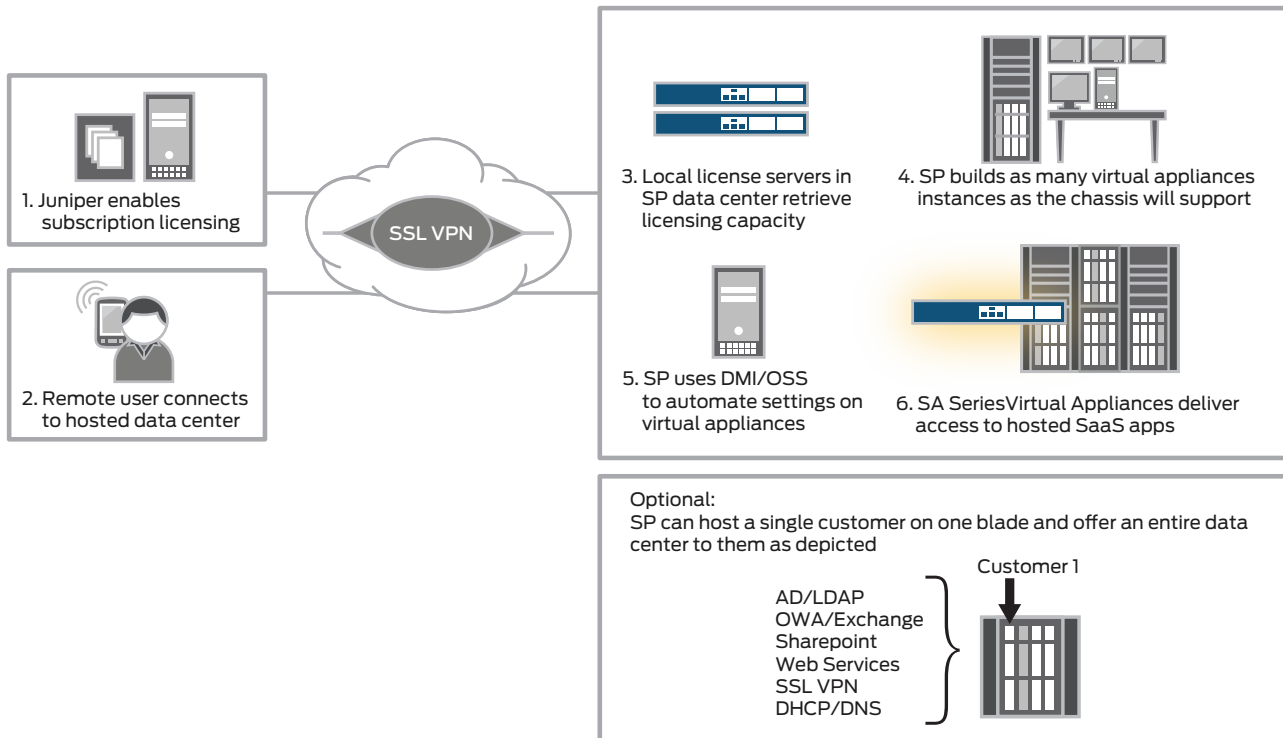 1. Juniper enables
subscription licensing
2. Remote user connects
to hosted data center
SSL VPN
3. Local license servers in
SP data center retrieve
licensing capacity
4. SP builds as many virtual appliances
instances as the chassis will support
5. SP uses DMI/OSS
to automate settings on
virtual appliances
6. SA SeriesVirtual Appliances deliver
access to hosted SaaS apps
Optional:
SP can host a single customer on one blade and offer an entire data
center to them as depicted
Customer 1
AD/LDAP
OWA/Exchange
Sharepoint
Web Services
SSL VPN
DHCP/DNS